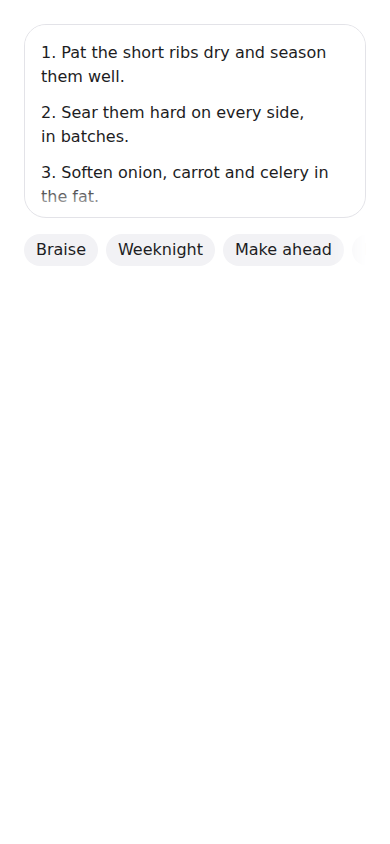 1. Pat the short ribs dry and season
them well.
2. Sear them hard on every side,
in batches.
3. Soften onion, carrot and celery in
the fat.
Braise Weeknight Make ahead